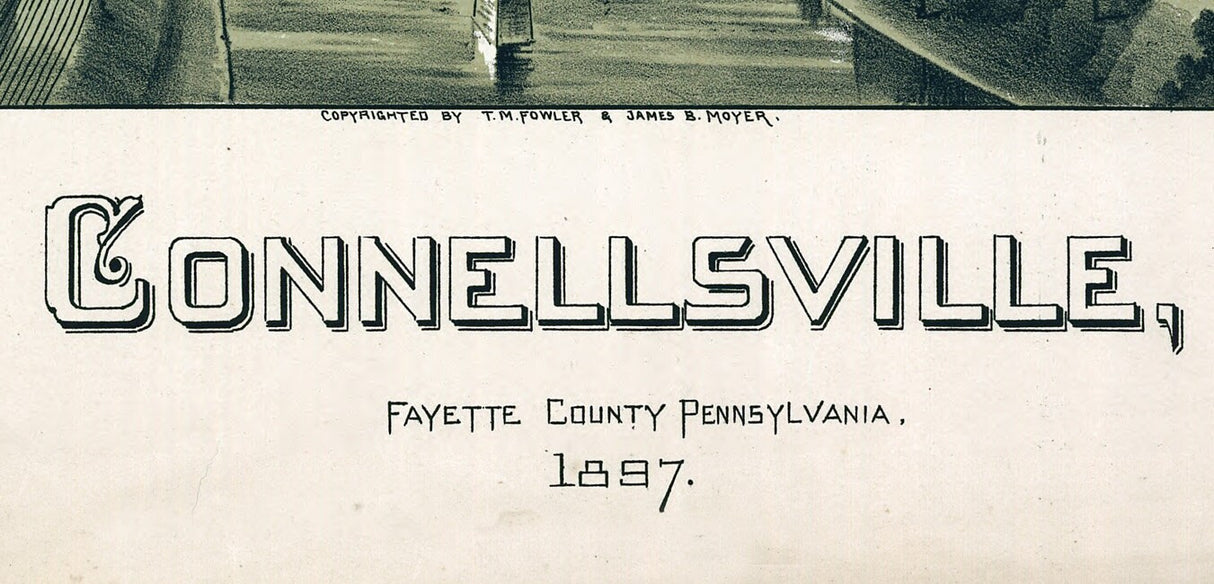 COPYRIGHTED BY T.M.FOWLER & JAMES B. MOYER.
CONNELLSVILLE,
FAYETTE COUNTY PENNSYLVANIA,
1897.